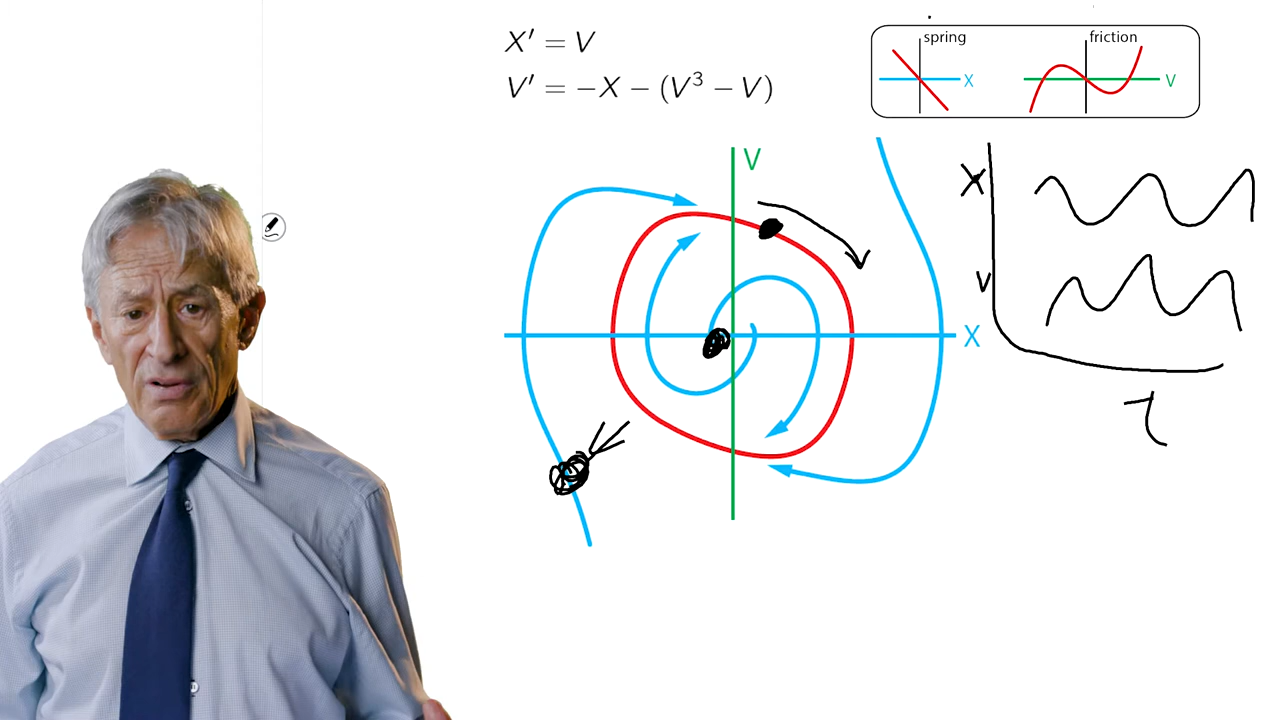 X′ = V
V′ = −X − (V³ − V)
spring
friction
X
V
V
X
X
V